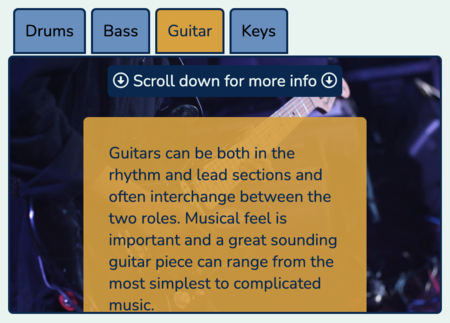 Drums Bass Guitar Keys
Scroll down for more info
Guitars can be both in the
rhythm and lead sections and
often interchange between the
two roles. Musical feel is
important and a great sounding
guitar piece can range from the
most simplest to complicated
music.